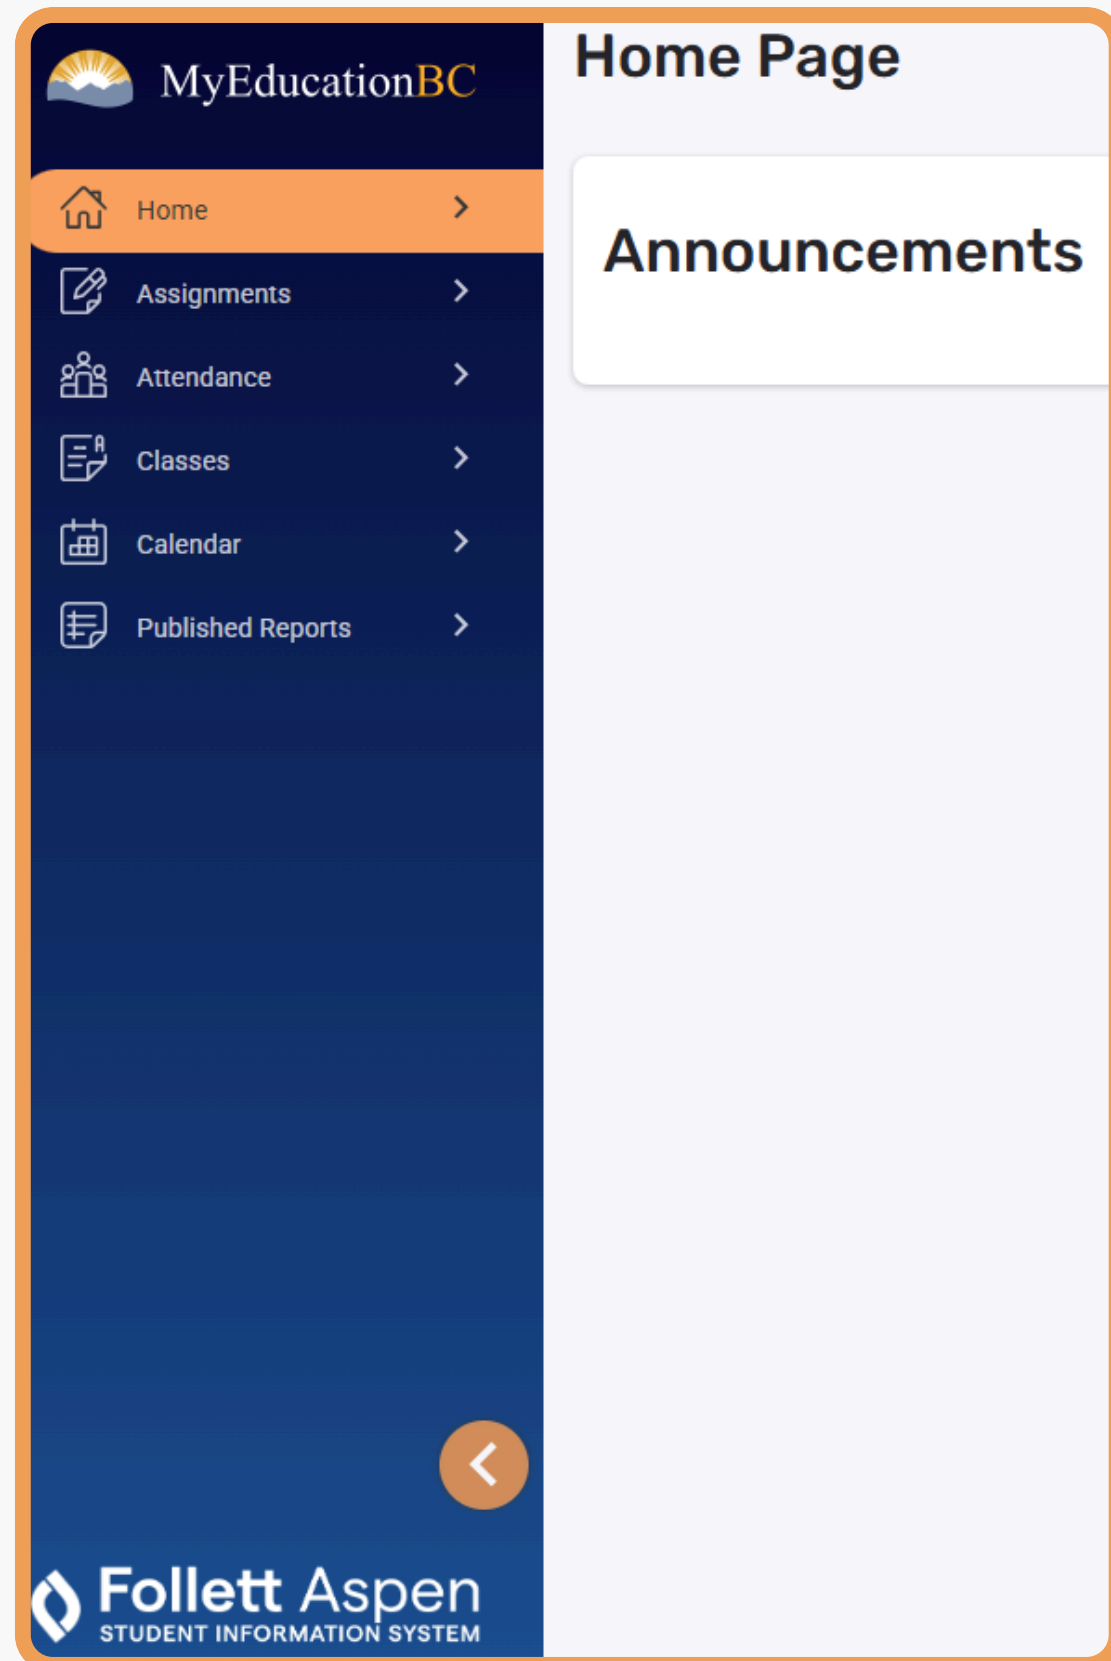 MyEducationBC
Home
Assignments
Attendance
Classes
Calendar
Published Reports
Follett Aspen
STUDENT INFORMATION SYSTEM
Home Page
Announcements